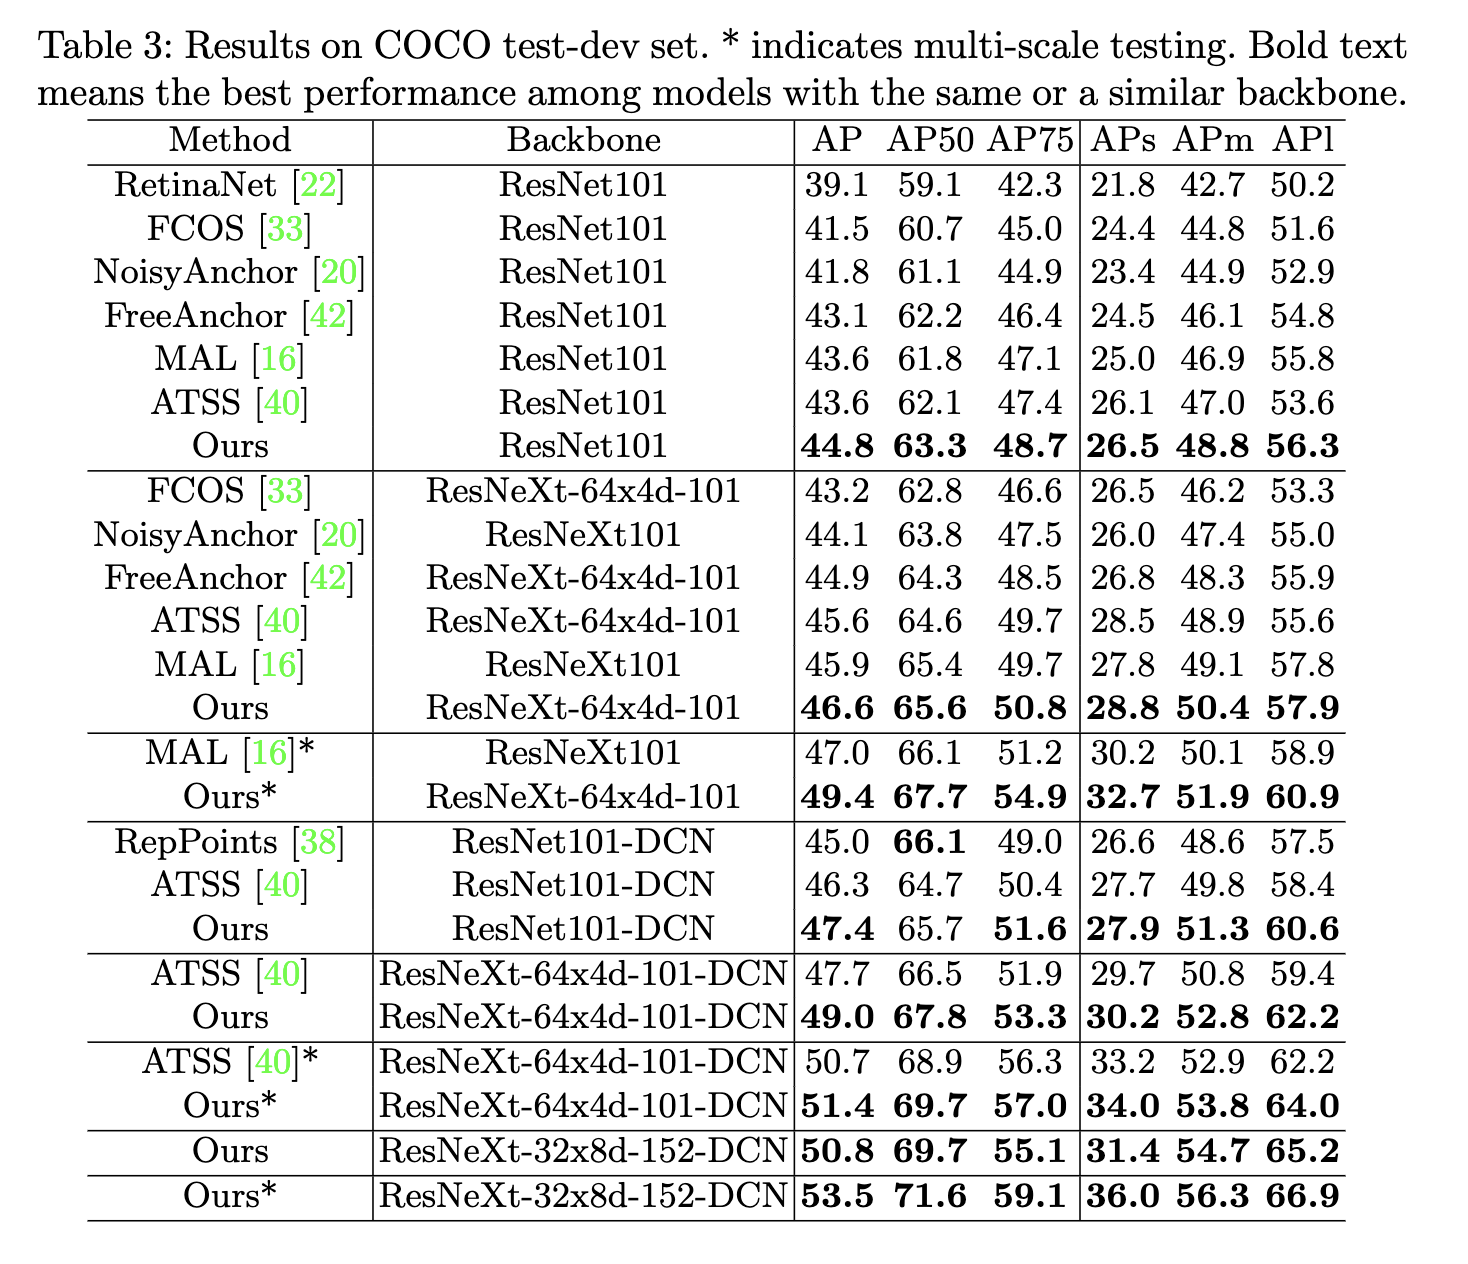 Table 3: Results on COCO test-dev set. * indicates multi-scale testing. Bold text
means the best performance among models with the same or a similar backbone.
Method Backbone AP AP50 AP75 APs APm APl
RetinaNet [22] ResNet101 39.1 59.1 42.3 21.8 42.7 50.2
FCOS [33] ResNet101 41.5 60.7 45.0 24.4 44.8 51.6
NoisyAnchor [20] ResNet101 41.8 61.1 44.9 23.4 44.9 52.9
FreeAnchor [42] ResNet101 43.1 62.2 46.4 24.5 46.1 54.8
MAL [16] ResNet101 43.6 61.8 47.1 25.0 46.9 55.8
ATSS [40] ResNet101 43.6 62.1 47.4 26.1 47.0 53.6
Ours ResNet101 44.8 63.3 48.7 26.5 48.8 56.3
FCOS [33] ResNeXt-64x4d-101 43.2 62.8 46.6 26.5 46.2 53.3
NoisyAnchor [20] ResNeXt101 44.1 63.8 47.5 26.0 47.4 55.0
FreeAnchor [42] ResNeXt-64x4d-101 44.9 64.3 48.5 26.8 48.3 55.9
ATSS [40] ResNeXt-64x4d-101 45.6 64.6 49.7 28.5 48.9 55.6
MAL [16] ResNeXt101 45.9 65.4 49.7 27.8 49.1 57.8
Ours ResNeXt-64x4d-101 46.6 65.6 50.8 28.8 50.4 57.9
MAL [16]* ResNeXt101 47.0 66.1 51.2 30.2 50.1 58.9
Ours* ResNeXt-64x4d-101 49.4 67.7 54.9 32.7 51.9 60.9
RepPoints [38] ResNet101-DCN 45.0 66.1 49.0 26.6 48.6 57.5
ATSS [40] ResNet101-DCN 46.3 64.7 50.4 27.7 49.8 58.4
Ours ResNet101-DCN 47.4 65.7 51.6 27.9 51.3 60.6
ATSS [40] ResNeXt-64x4d-101-DCN 47.7 66.5 51.9 29.7 50.8 59.4
Ours ResNeXt-64x4d-101-DCN 49.0 67.8 53.3 30.2 52.8 62.2
ATSS [40]* ResNeXt-64x4d-101-DCN 50.7 68.9 56.3 33.2 52.9 62.2
Ours* ResNeXt-64x4d-101-DCN 51.4 69.7 57.0 34.0 53.8 64.0
Ours ResNeXt-32x8d-152-DCN 50.8 69.7 55.1 31.4 54.7 65.2
Ours* ResNeXt-32x8d-152-DCN 53.5 71.6 59.1 36.0 56.3 66.9